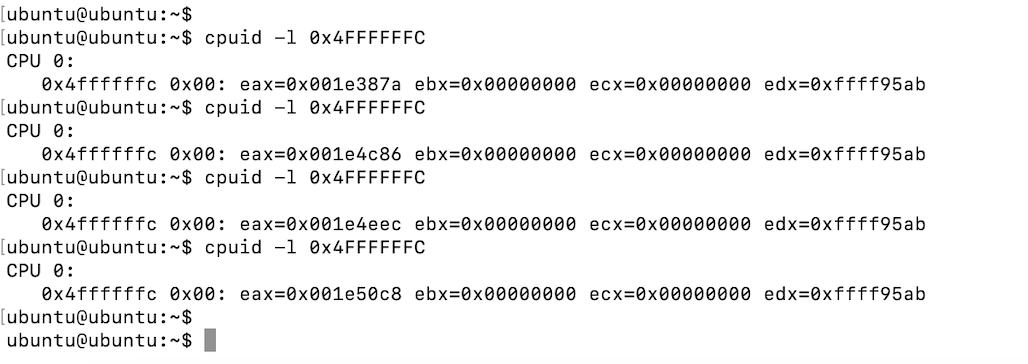 [ubuntu@ubuntu:~$
[ubuntu@ubuntu:~$ cpuid -l 0x4FFFFFFC
CPU 0:
   0x4ffffffc 0x00: eax=0x001e387a ebx=0x00000000 ecx=0x00000000 edx=0xffff95ab
[ubuntu@ubuntu:~$ cpuid -l 0x4FFFFFFC
CPU 0:
   0x4ffffffc 0x00: eax=0x001e4c86 ebx=0x00000000 ecx=0x00000000 edx=0xffff95ab
[ubuntu@ubuntu:~$ cpuid -l 0x4FFFFFFC
CPU 0:
   0x4ffffffc 0x00: eax=0x001e4eec ebx=0x00000000 ecx=0x00000000 edx=0xffff95ab
[ubuntu@ubuntu:~$ cpuid -l 0x4FFFFFFC
CPU 0:
   0x4ffffffc 0x00: eax=0x001e50c8 ebx=0x00000000 ecx=0x00000000 edx=0xffff95ab
[ubuntu@ubuntu:~$
ubuntu@ubuntu:~$